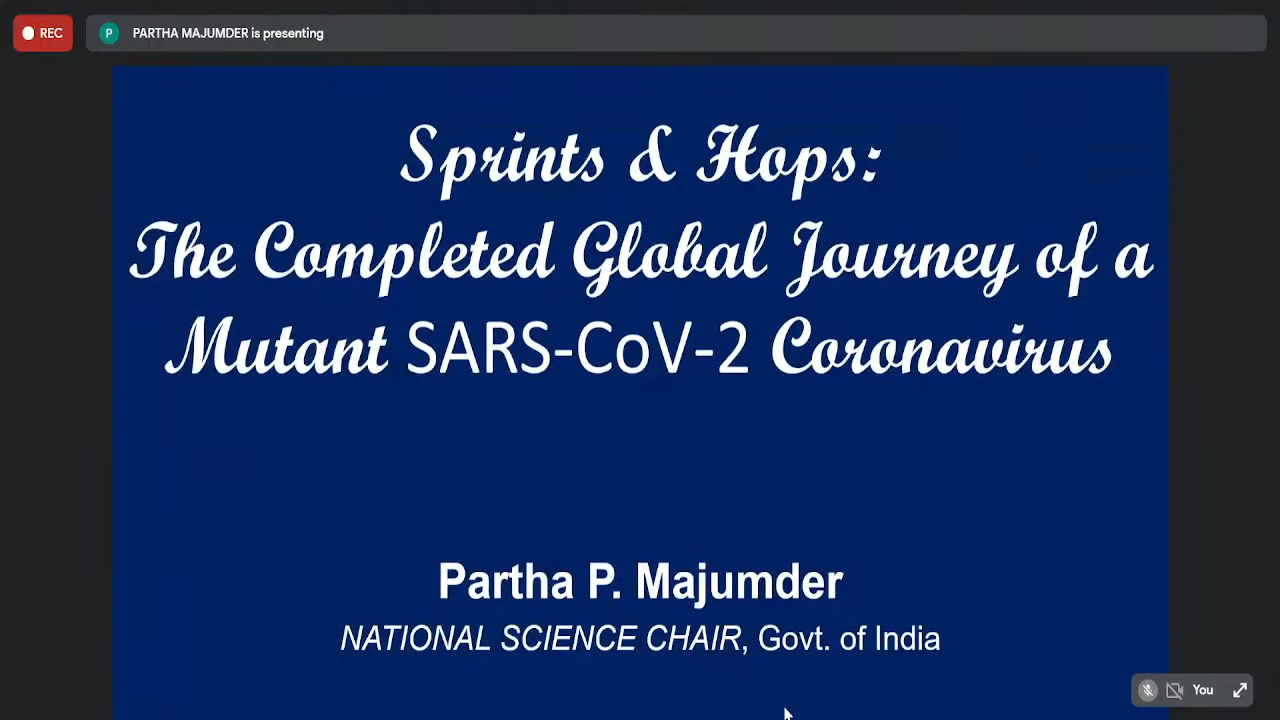 REC
P
PARTHA MAJUMDER is presenting
Sprints & Hops:
The Completed Global Journey of a
Mutant SARS-CoV-2 Coronavirus
Partha P. Majumder
NATIONAL SCIENCE CHAIR, Govt. of India
You